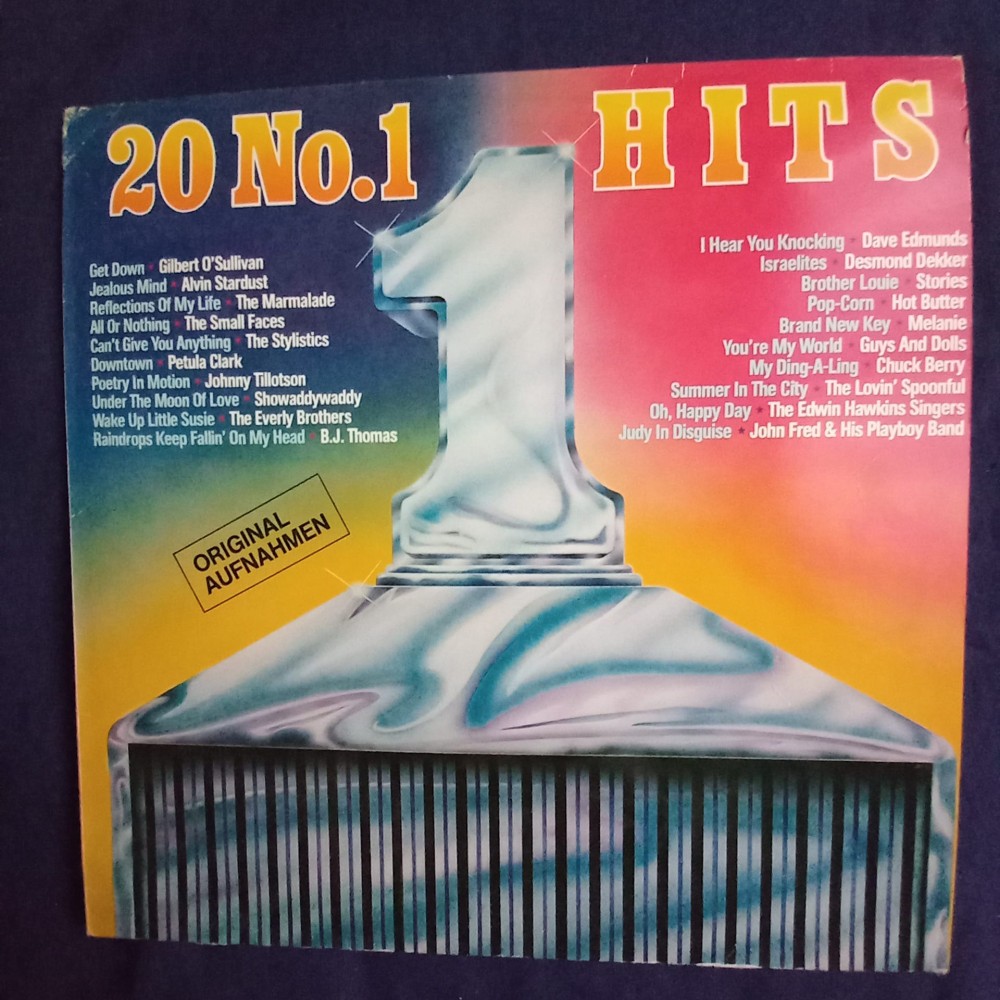 20 No.1 HITS
Get Down * Gilbert O'Sullivan
Jealous Mind * Alvin Stardust
Reflections Of My Life * The Marmalade
All Or Nothing * The Small Faces
Can't Give You Anything * The Stylistics
Downtown * Petula Clark
Poetry In Motion * Johnny Tillotson
Under The Moon Of Love * Showaddywaddy
Wake Up Little Susie * The Everly Brothers
Raindrops Keep Fallin' On My Head * B.J. Thomas
I Hear You Knocking * Dave Edmunds
Israelites * Desmond Dekker
Brother Louie * Stories
Pop-Corn * Hot Butter
Brand New Key * Melanie
You're My World * Guys And Dolls
My Ding-A-Ling * Chuck Berry
Summer In The City * The Lovin' Spoonful
Oh, Happy Day * The Edwin Hawkins Singers
Judy In Disguise * John Fred & His Playboy Band
1
ORIGINAL
AUFNAHMEN